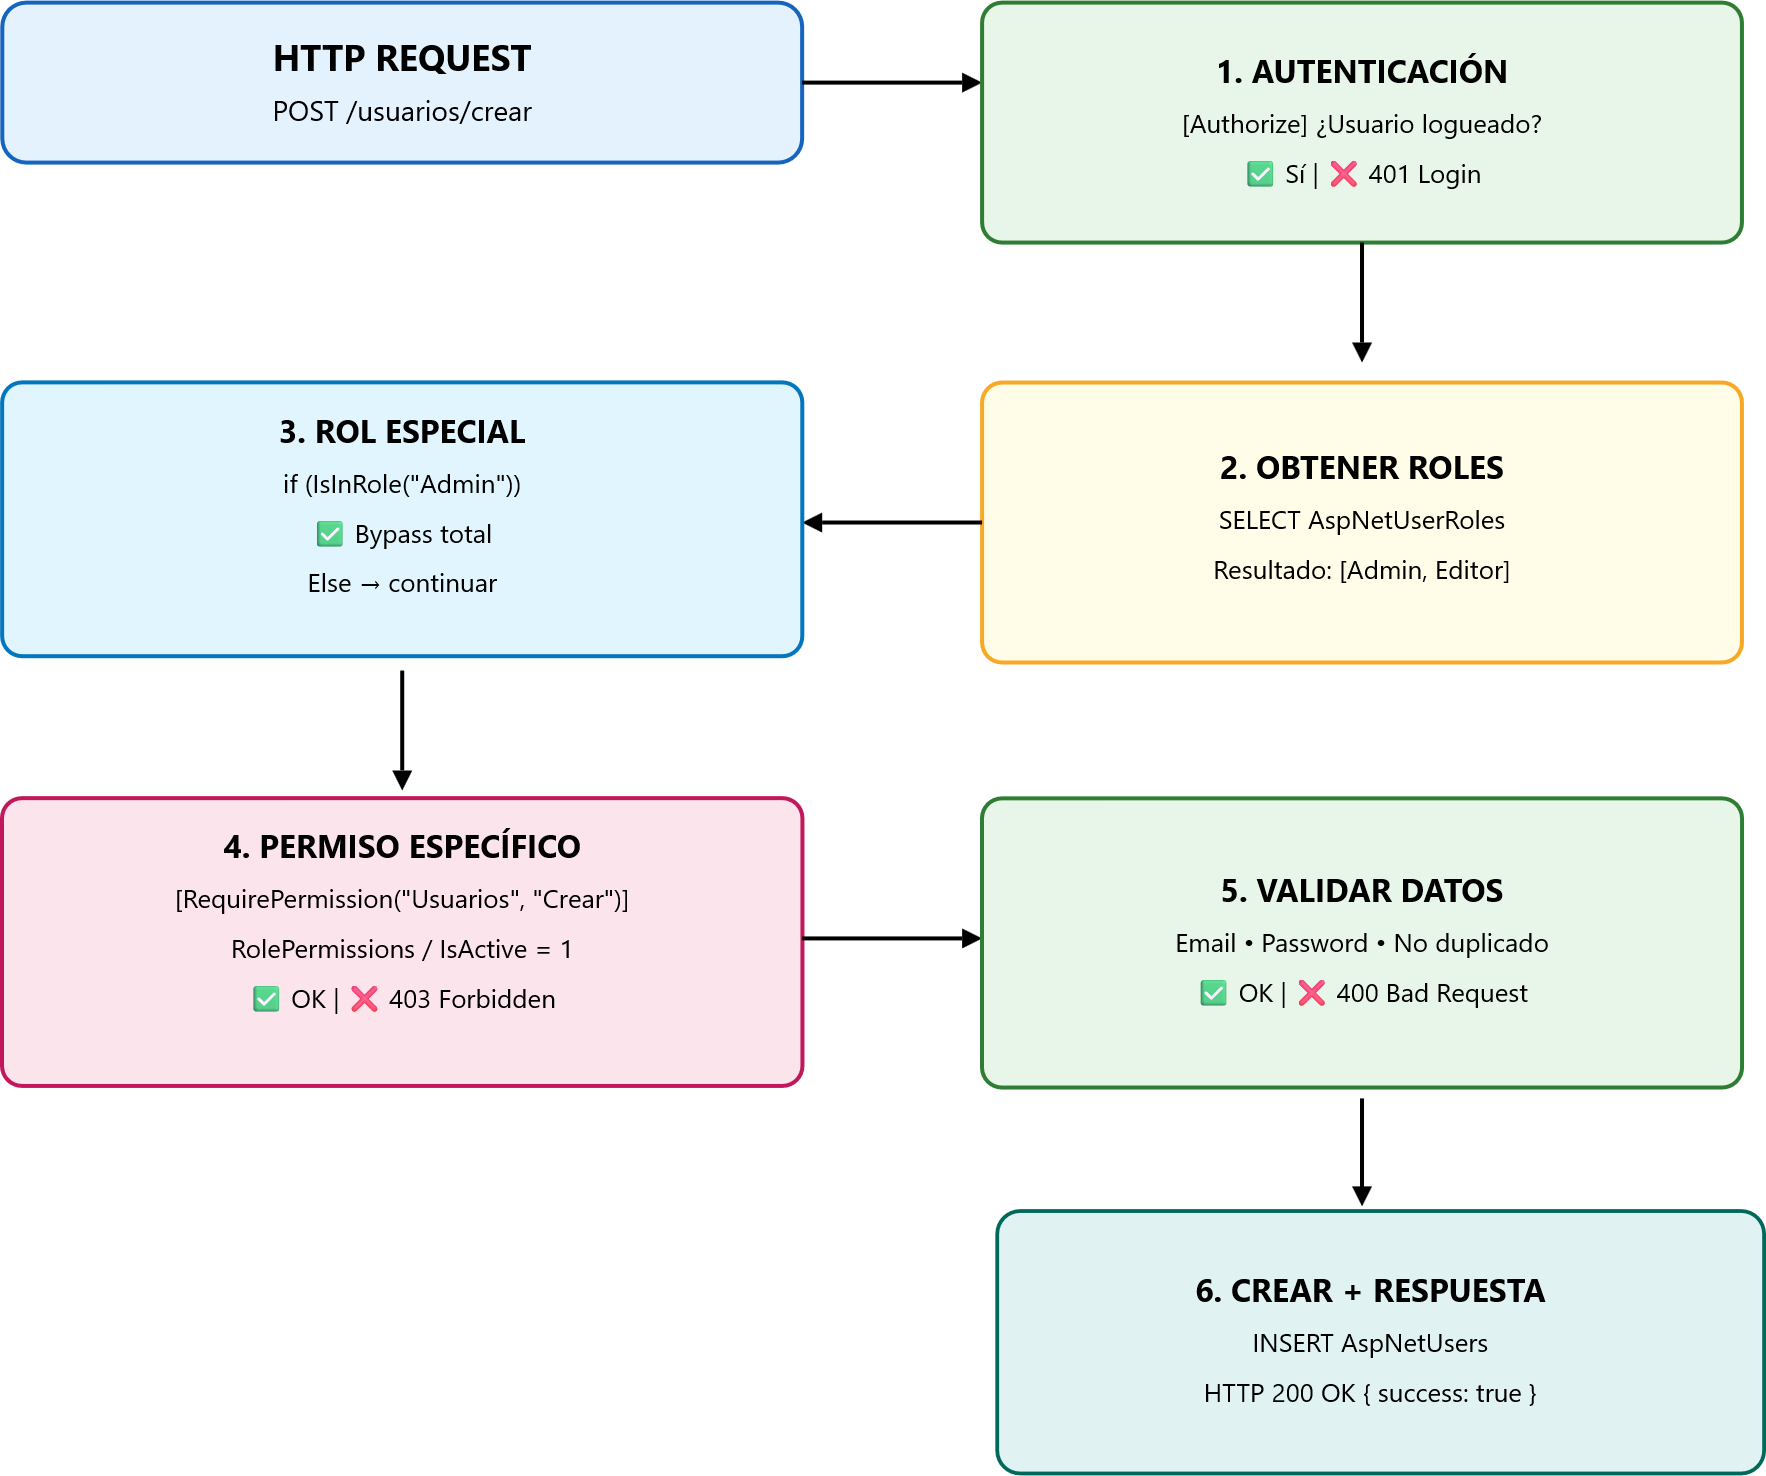 HTTP REQUEST
POST /usuarios/crear
1. AUTENTICACIÓN
[Authorize] ¿Usuario logueado?
✅ Sí | ❌ 401 Login
2. OBTENER ROLES
SELECT AspNetUserRoles
Resultado: [Admin, Editor]
3. ROL ESPECIAL
if (IsInRole("Admin"))
✅ Bypass total
Else → continuar
4. PERMISO ESPECÍFICO
[RequirePermission("Usuarios", "Crear")]
RolePermissions / IsActive = 1
✅ OK | ❌ 403 Forbidden
5. VALIDAR DATOS
Email • Password • No duplicado
✅ OK | ❌ 400 Bad Request
6. CREAR + RESPUESTA
INSERT AspNetUsers
HTTP 200 OK { success: true }